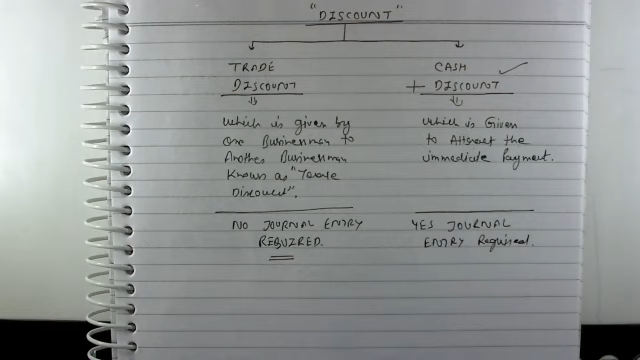 "DISCOUNT"
TRADE
DISCOUNT
which is given by
One Businessman to
Another Businessman
Known as "Trade
Discount".
NO JOURNAL ENTRY
REQUIRED.
CASH
+ DISCOUNT
Which is Given
to Attract the
immediate Payment.
YES JOURNAL
ENTRY Required.